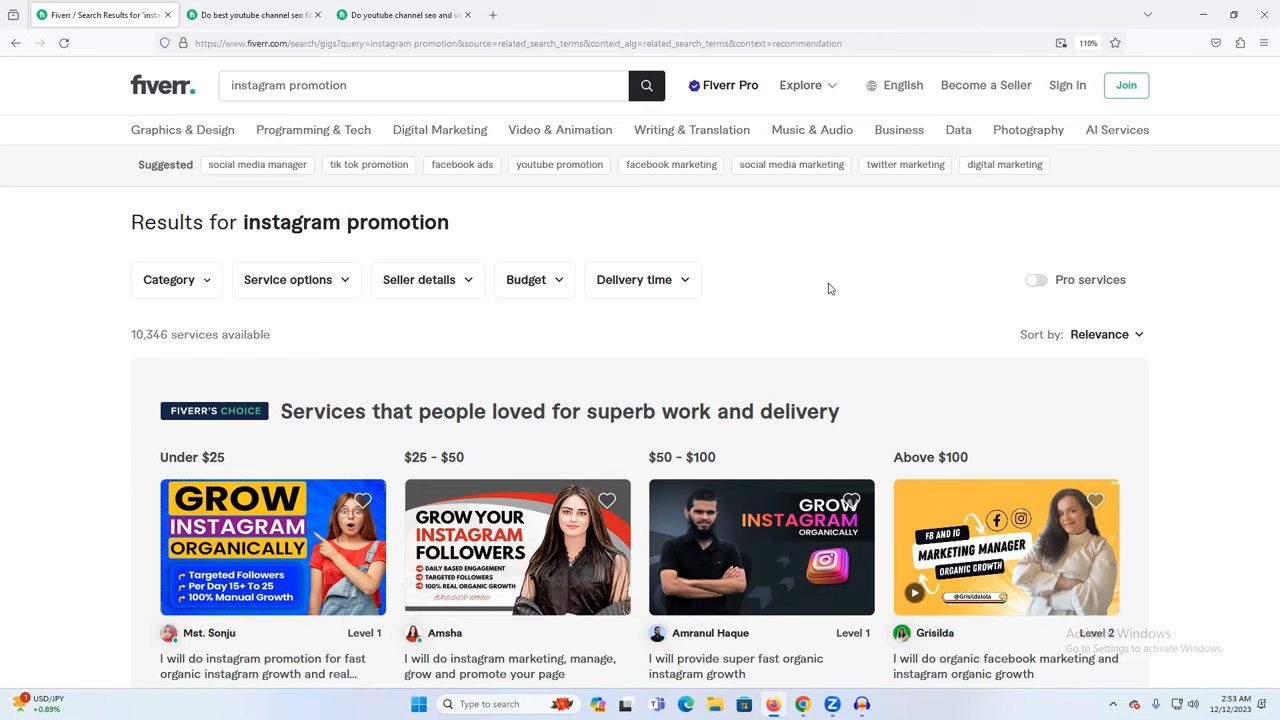 Fiverr / Search Results for 'insta
Do best youtube channel seo fo
Do youtube channel seo and vi
https://www.fiverr.com/search/gigs?query=instagram promotion&source=related_search_terms&context_alg=related_search_terms&context=recommendation
110%
fiverr.
instagram promotion
Fiverr Pro
Explore
English
Become a Seller
Sign In
Join
Graphics & Design
Programming & Tech
Digital Marketing
Video & Animation
Writing & Translation
Music & Audio
Business
Data
Photography
AI Services
Suggested
social media manager
tik tok promotion
facebook ads
youtube promotion
facebook marketing
social media marketing
twitter marketing
digital marketing
Results for instagram promotion
Category
Service options
Seller details
Budget
Delivery time
Pro services
10,346 services available
Sort by: Relevance
FIVERR'S CHOICE
Services that people loved for superb work and delivery
Under $25
$25 - $50
$50 - $100
Above $100
GROW
INSTAGRAM
ORGANICALLY
Targeted Followers
Per Day 15+ To 25
100% Manual Growth
GROW YOUR
INSTAGRAM
FOLLOWERS
DAILY BASED ENGAGEMENT
TARGETED FOLLOWERS
100% REAL ORGANIC GROWTH
ORDER NOW!
GROW
INSTAGRAM
ORGANICALLY
FB AND IG
MARKETING MANAGER
ORGANIC GROWTH
@Grisildalola
Mst. Sonju
Level 1
Amsha
Amranul Haque
Level 1
Grisilda
Level 2
I will do instagram promotion for fast
organic instagram growth and real...
I will do instagram marketing, manage,
grow and promote your page
I will provide super fast organic
instagram growth
I will do organic facebook marketing and
instagram organic growth
Activate Windows
Go to Settings to activate Windows.
1
USD/JPY
+0.89%
Type to search
2:53 AM
12/12/2023